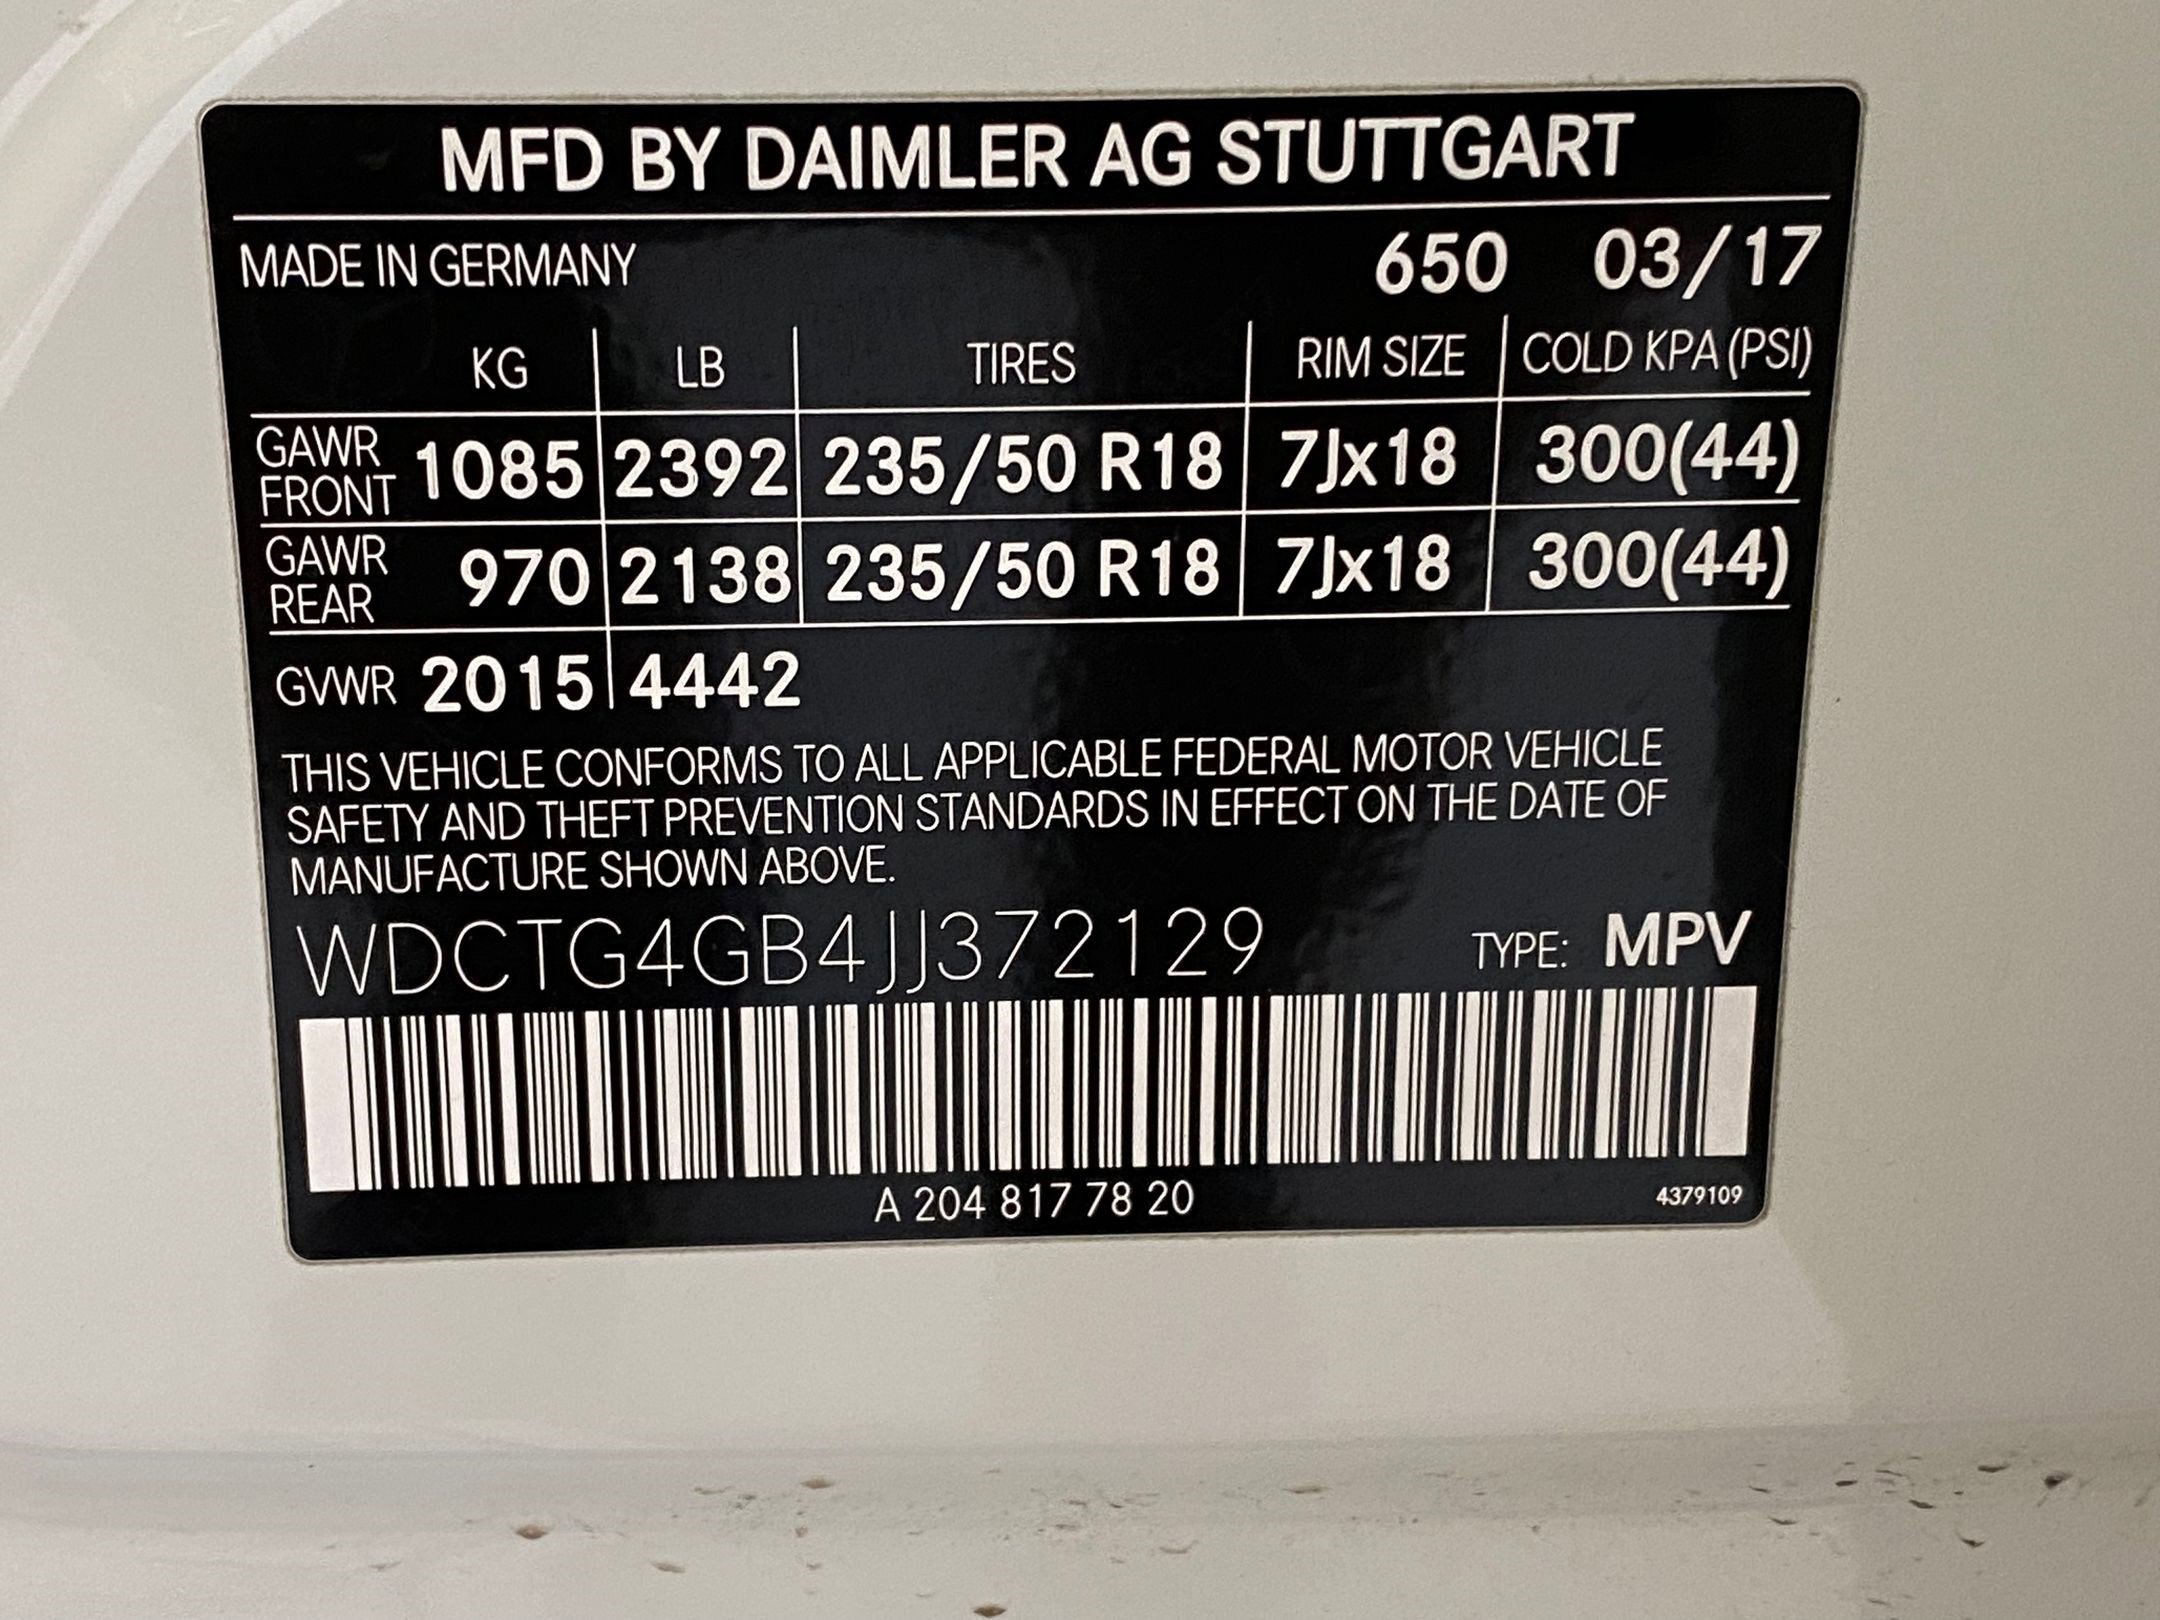 MFD BY DAIMLER AG STUTTGART
MADE IN GERMANY 650 03/17
KG LB TIRES RIM SIZE COLD KPA (PSI)
GAWR FRONT 1085 2392 235/50 R18 7Jx18 300(44)
GAWR REAR 970 2138 235/50 R18 7Jx18 300(44)
GVWR 2015 4442
THIS VEHICLE CONFORMS TO ALL APPLICABLE FEDERAL MOTOR VEHICLE
SAFETY AND THEFT PREVENTION STANDARDS IN EFFECT ON THE DATE OF
MANUFACTURE SHOWN ABOVE.
WDCTG4GB4JJ372129 TYPE: MPV
A 204 817 78 20 4379109